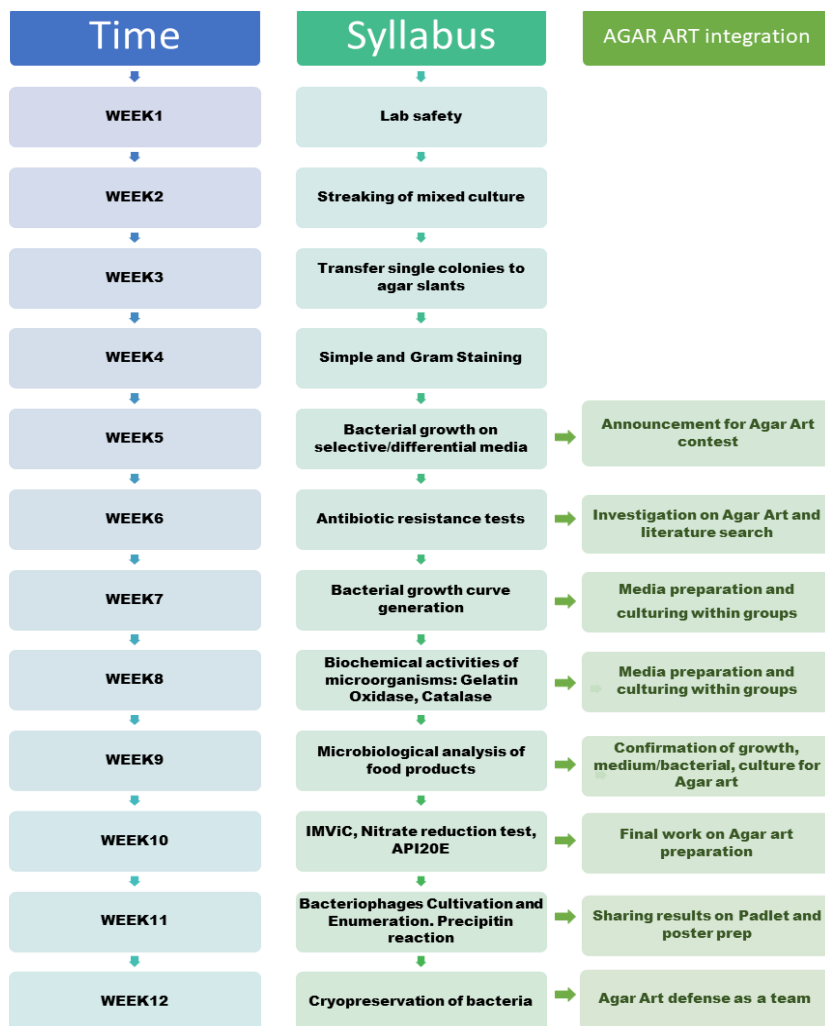 Time
Syllabus
AGAR ART integration
WEEK1
Lab safety
WEEK2
Streaking of mixed culture
WEEK3
Transfer single colonies to
agar slants
WEEK4
Simple and Gram Staining
WEEK5
Bacterial growth on
selective/differential media
Announcement for Agar Art
contest
WEEK6
Antibiotic resistance tests
Investigation on Agar Art and
literature search
WEEK7
Bacterial growth curve
generation
Media preparation and
culturing within groups
WEEK8
Biochemical activities of
microorganisms: Gelatin
Oxidase, Catalase
Media preparation and
culturing within groups
WEEK9
Microbiological analysis of
food products
Confirmation of growth,
medium/bacterial, culture for
Agar art
WEEK10
IMViC, Nitrate reduction test,
API20E
Final work on Agar art
preparation
WEEK11
Bacteriophages Cultivation and
Enumeration. Precipitin
reaction
Sharing results on Padlet and
poster prep
WEEK12
Cryopreservation of bacteria
Agar Art defense as a team